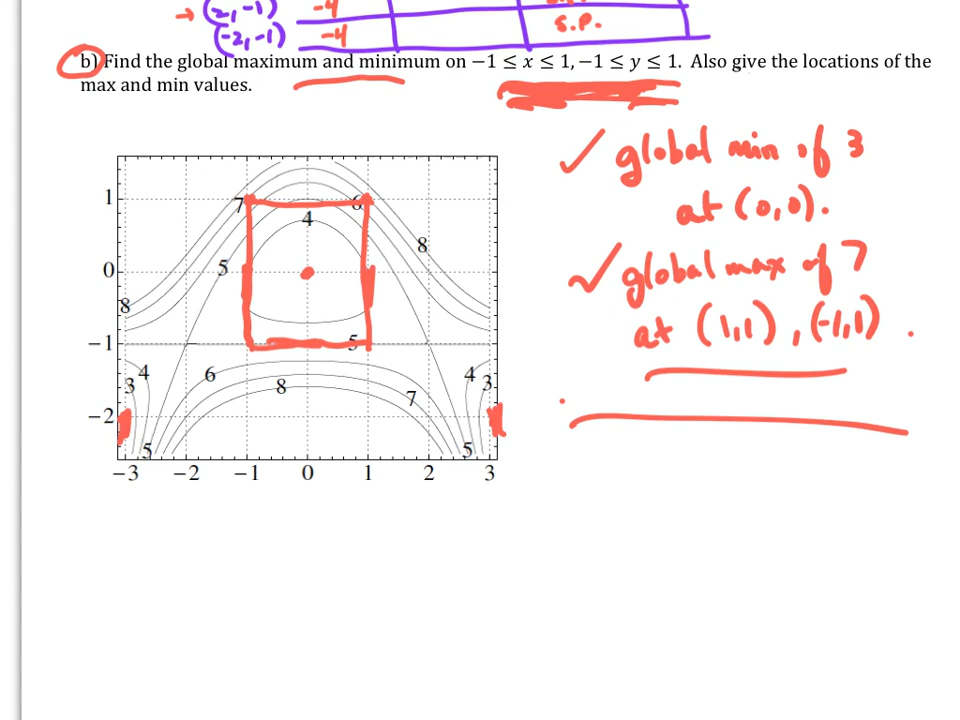 → (2,-1) -4
(-2,-1) -4 S.P.
b) Find the global maximum and minimum on −1 ≤ x ≤ 1, −1 ≤ y ≤ 1. Also give the locations of the
max and min values.
✓ global min of 3
at (0,0).
✓ global max of 7
at (1,1), (-1,1).
1 7 6
4
8
0 5
8
−1 5
4 6 4
3 8 3
7
−2
5 5
−3 −2 −1 0 1 2 3